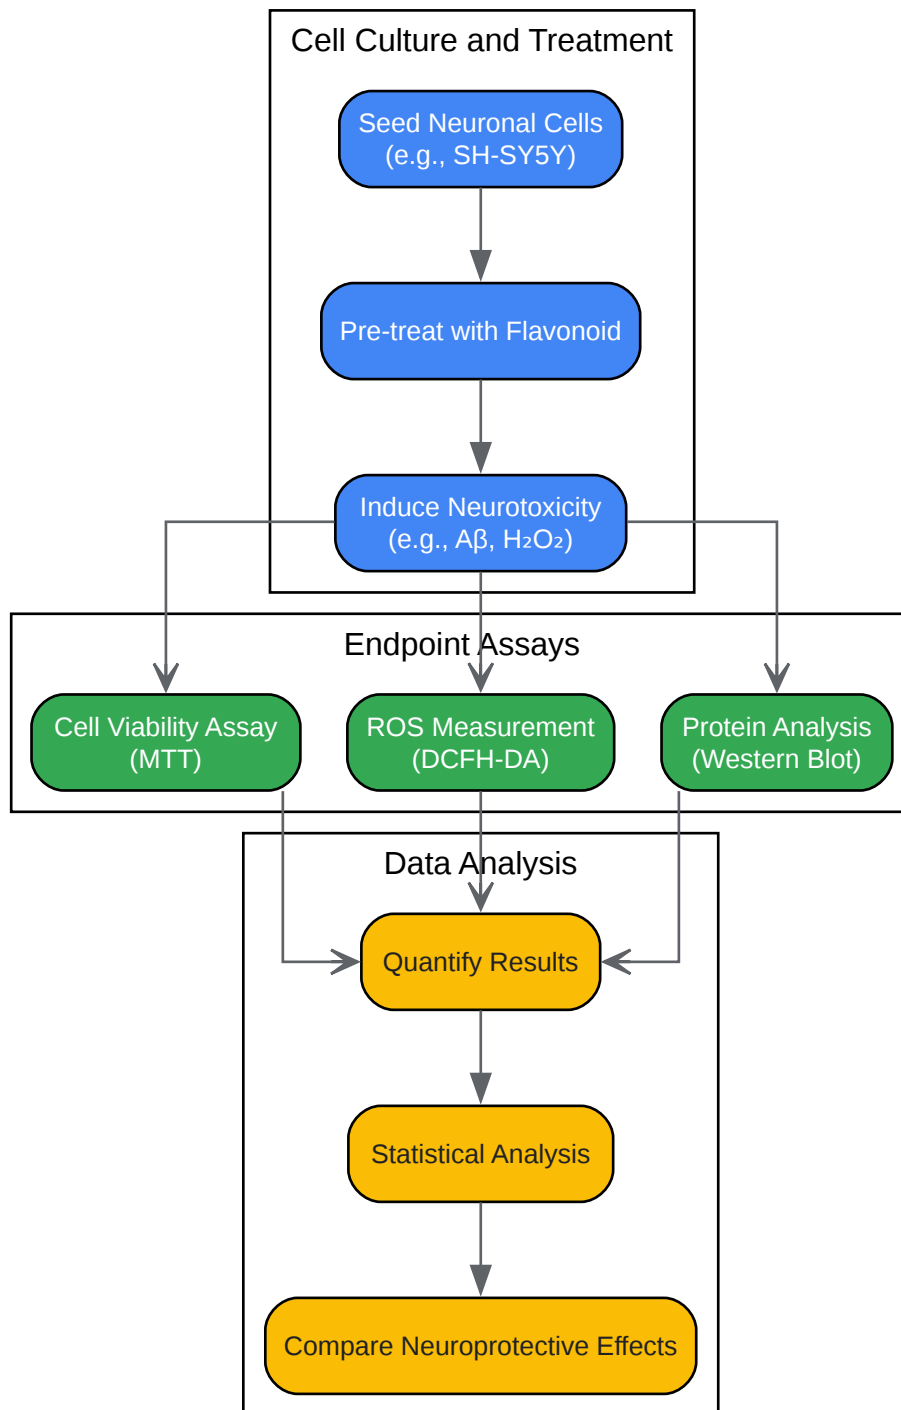 Cell Culture and Treatment
Seed Neuronal Cells
(e.g., SH-SY5Y)
Pre-treat with Flavonoid
Induce Neurotoxicity
(e.g., Aβ, H₂O₂)
Endpoint Assays
Cell Viability Assay
(MTT)
ROS Measurement
(DCFH-DA)
Protein Analysis
(Western Blot)
Data Analysis
Quantify Results
Statistical Analysis
Compare Neuroprotective Effects